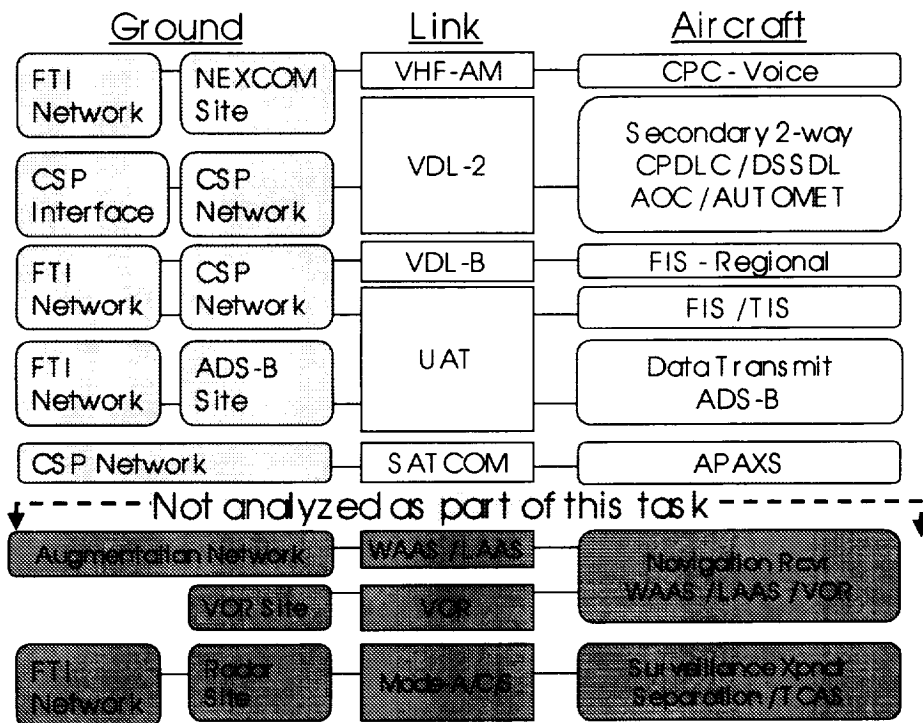 Ground Link Aircraft
FTI Network NEXCOM Site VHF-AM CPC - Voice
VDL-2 Secondary 2-way
CPDLC / DSSDL
AOC / AUTOMET
CSP Interface CSP Network
FTI Network CSP Network VDL-B FIS - Regional
UAT FIS / TIS
FTI Network ADS-B Site Data Transmit
ADS-B
CSP Network SATCOM APAXS
Not analyzed as part of this task
Augmentation Network WAAS / LAAS Navigation Rcvr
WAAS / LAAS / VOR
VOR Site VOR
FTI Network Radar Site Mode-A/C/S Surveillance Xpndr
Separation / TCAS